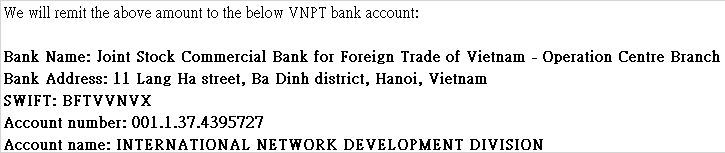 We will remit the above amount to the below VNPT bank account:
Bank Name: Joint Stock Commercial Bank for Foreign Trade of Vietnam - Operation Centre Branch
Bank Address: 11 Lang Ha street, Ba Dinh district, Hanoi, Vietnam
SWIFT: BFTVVNVX
Account number: 001.1.37.4395727
Account name: INTERNATIONAL NETWORK DEVELOPMENT DIVISION